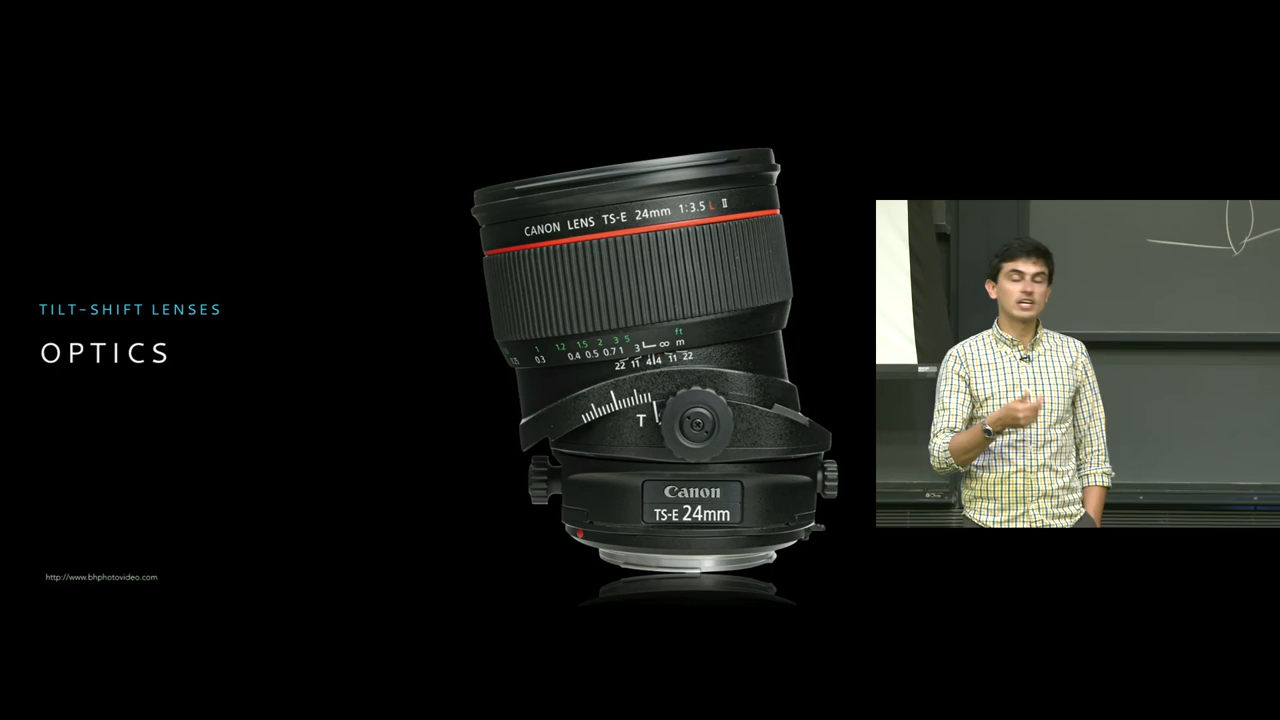 TILT-SHIFT LENSES
OPTICS
http://www.bhphotovideo.com
CANON LENS TS-E 24mm 1:3.5 L II
ft
1 1.2 1.5 2 3 5
0.3 0.4 0.5 0.7 1 3 ∞ m
22 11 4 4 11 22
T
Canon
TS-E 24mm